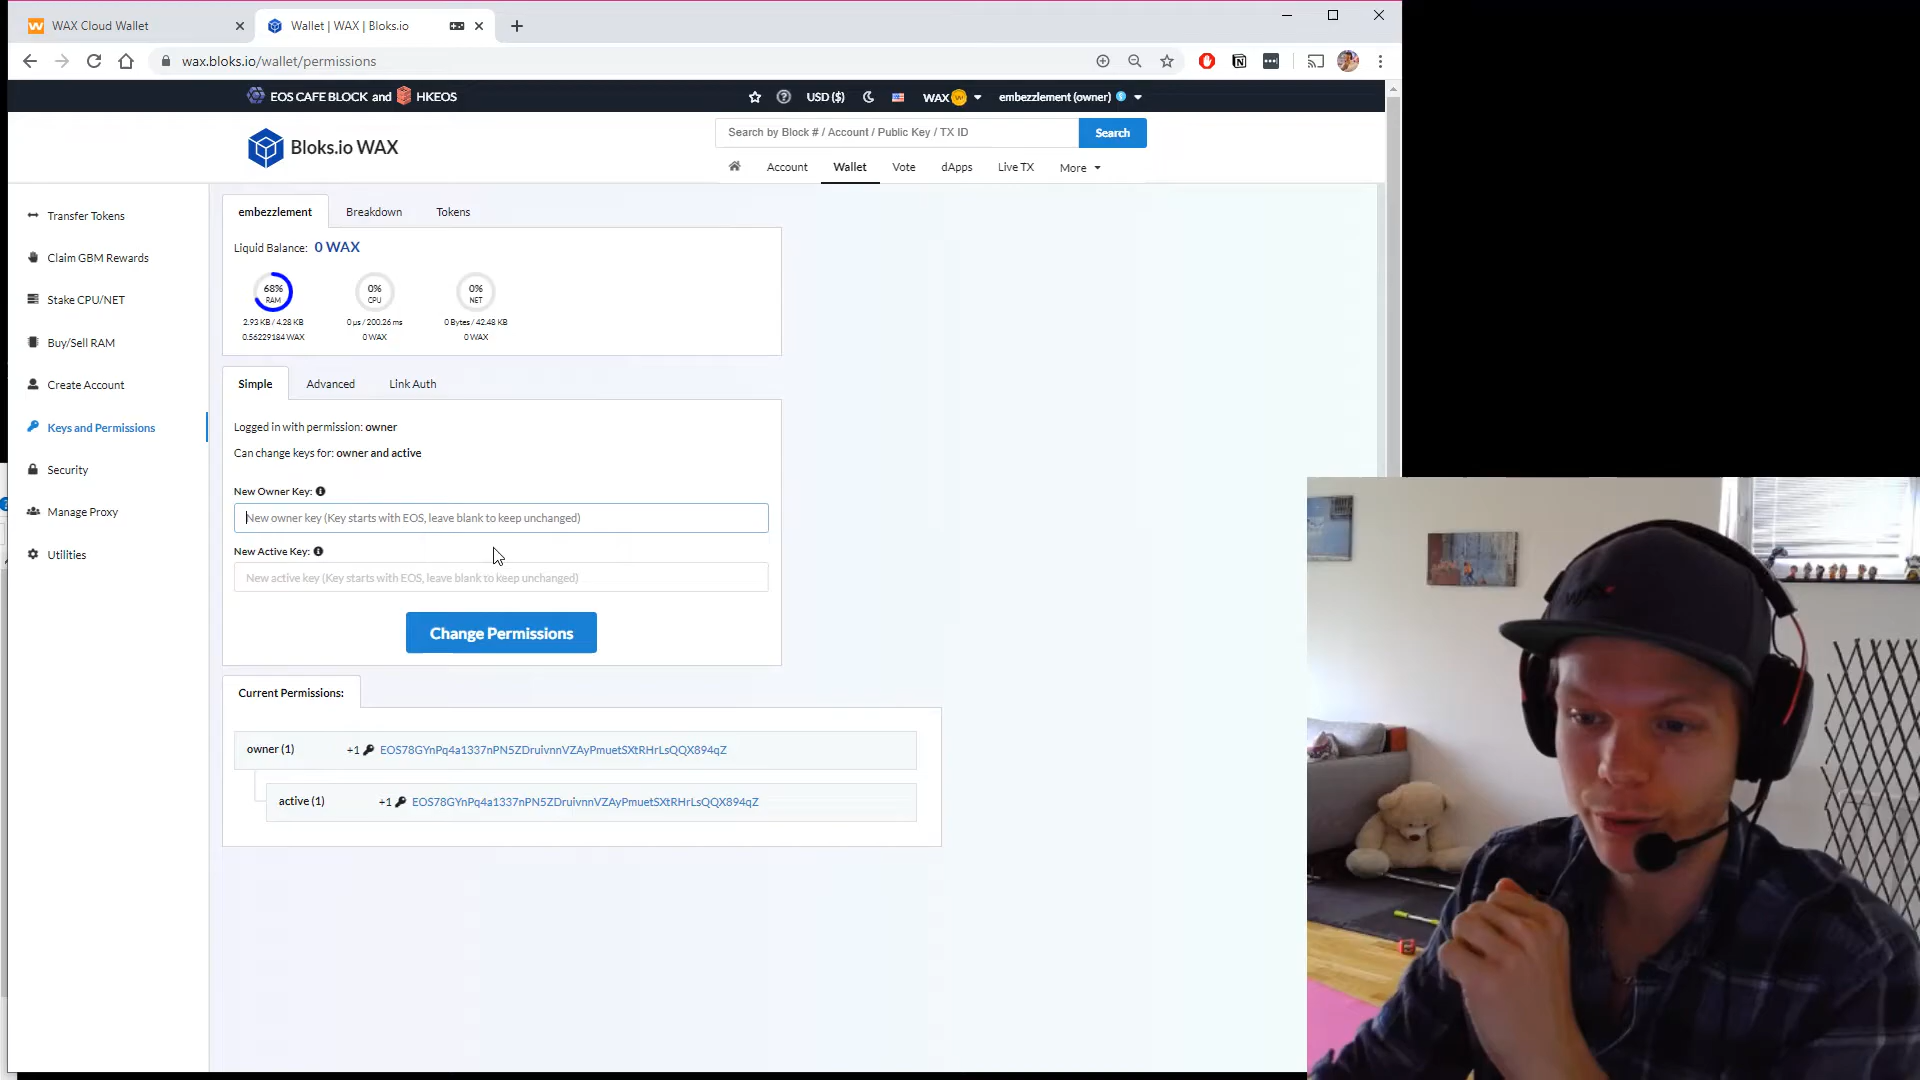 WAX Cloud Wallet
Wallet | WAX | Bloks.io
wax.bloks.io/wallet/permissions
EOS CAFE BLOCK and HKEOS
USD ($)
WAX
embezzlement (owner)
Bloks.io WAX
Search by Block # / Account / Public Key / TX ID
Search
Account
Wallet
Vote
dApps
Live TX
More
Transfer Tokens
Claim GBM Rewards
Stake CPU/NET
Buy/Sell RAM
Create Account
Keys and Permissions
Security
Manage Proxy
Utilities
embezzlement
Breakdown
Tokens
Liquid Balance: 0 WAX
68%
RAM
2.93 KB / 4.28 KB
0.56229184 WAX
0%
CPU
0 µs / 200.26 ms
0 WAX
0%
NET
0 Bytes / 42.48 KB
0 WAX
Simple
Advanced
Link Auth
Logged in with permission: owner
Can change keys for: owner and active
New Owner Key:
New owner key (Key starts with EOS, leave blank to keep unchanged)
New Active Key:
New active key (Key starts with EOS, leave blank to keep unchanged)
Change Permissions
Current Permissions:
owner (1) +1 EOS78GYnPq4a1337nPN5ZDruivnnVZAyPmuetSXtRHrLsQQX894qZ
active (1) +1 EOS78GYnPq4a1337nPN5ZDruivnnVZAyPmuetSXtRHrLsQQX894qZ